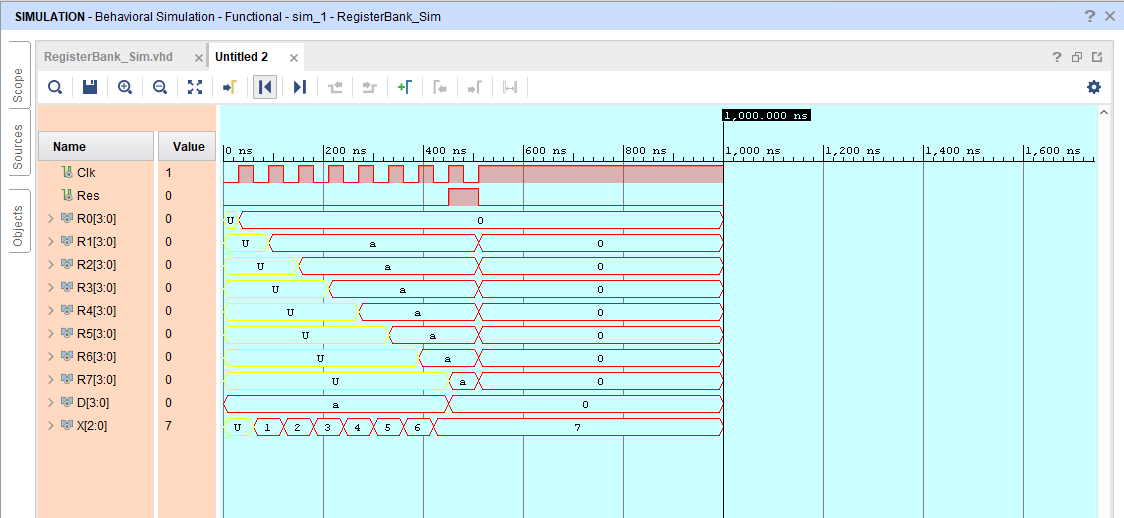 SIMULATION - Behavioral Simulation - Functional - sim_1 - RegisterBank_Sim ? ×
Scope
Sources
Objects
RegisterBank_Sim.vhd × Untitled 2 × ?
1,000.000 ns
Name Value 0 ns 200 ns 400 ns 600 ns 800 ns 1,000 ns 1,200 ns 1,400 ns 1,600 ns
Clk 1
Res 0
R0[3:0] 0 U 0
R1[3:0] 0 U a 0
R2[3:0] 0 U a 0
R3[3:0] 0 U a 0
R4[3:0] 0 U a 0
R5[3:0] 0 U a 0
R6[3:0] 0 U a 0
R7[3:0] 0 U a 0
D[3:0] 0 a 0
X[2:0] 7 U 1 2 3 4 5 6 7